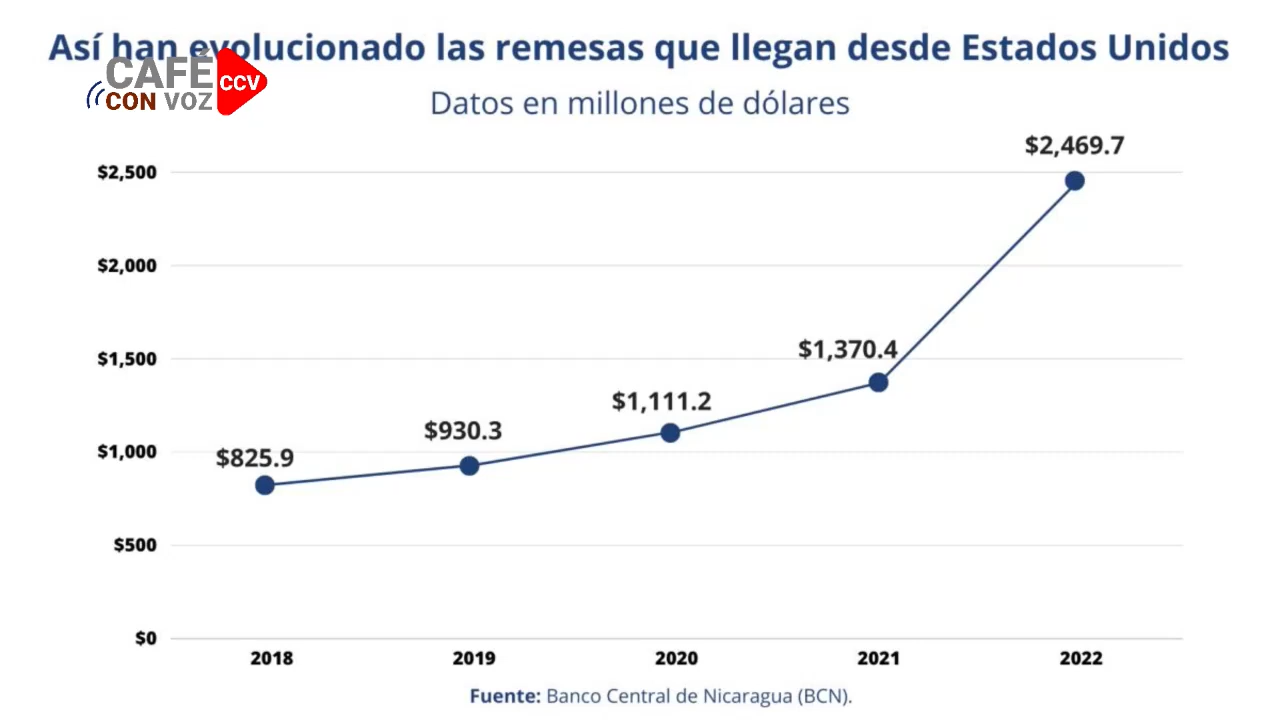 Así han evolucionado las remesas que llegan desde Estados Unidos
CAFÉ
CON VOZ
CCV
Datos en millones de dólares
$2,469.7
$2,500
$2,000
$1,500
$1,370.4
$1,111.2
$930.3
$1,000
$825.9
$500
$0
2018 2019 2020 2021 2022
Fuente: Banco Central de Nicaragua (BCN).